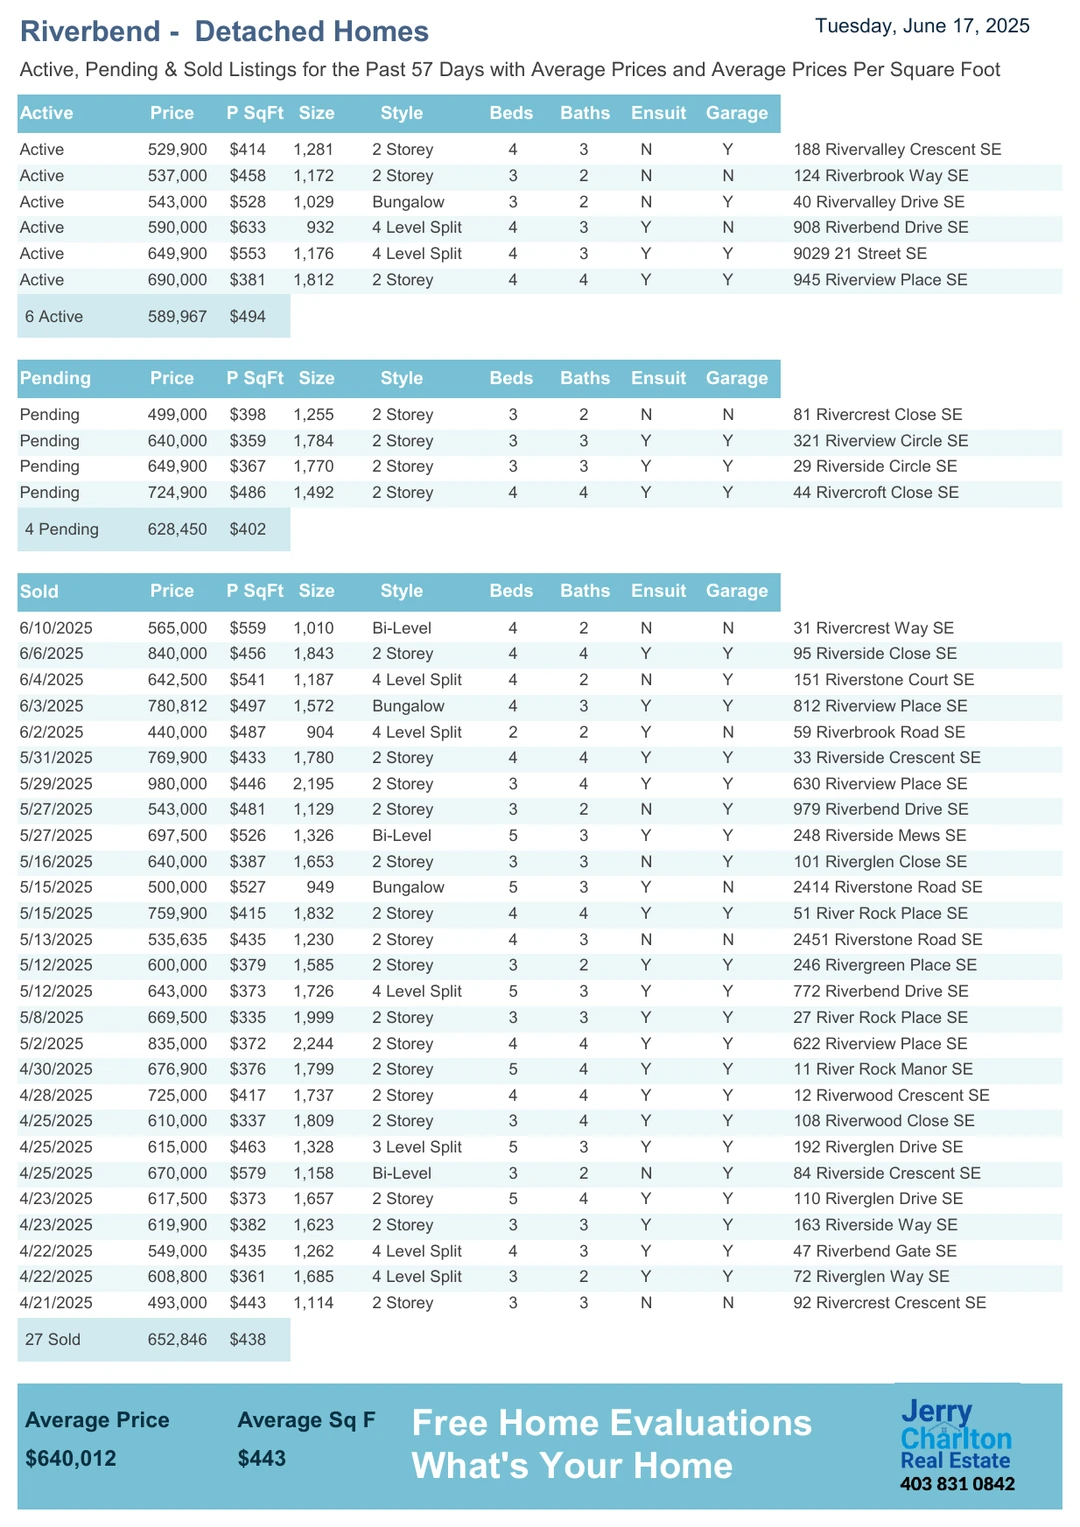 Riverbend - Detached Homes
Tuesday, June 17, 2025
Active, Pending & Sold Listings for the Past 57 Days with Average Prices and Average Prices Per Square Foot
Active Price P SqFt Size Style Beds Baths Ensuit Garage
Active 529,900 $414 1,281 2 Storey 4 3 N Y 188 Rivervalley Crescent SE
Active 537,000 $458 1,172 2 Storey 3 2 N N 124 Riverbrook Way SE
Active 543,000 $528 1,029 Bungalow 3 2 N Y 40 Rivervalley Drive SE
Active 590,000 $633 932 4 Level Split 4 3 Y N 908 Riverbend Drive SE
Active 649,900 $553 1,176 4 Level Split 4 3 Y Y 9029 21 Street SE
Active 690,000 $381 1,812 2 Storey 4 4 Y Y 945 Riverview Place SE
6 Active 589,967 $494
Pending Price P SqFt Size Style Beds Baths Ensuit Garage
Pending 499,000 $398 1,255 2 Storey 3 2 N N 81 Rivercrest Close SE
Pending 640,000 $359 1,784 2 Storey 3 3 Y Y 321 Riverview Circle SE
Pending 649,900 $367 1,770 2 Storey 3 3 Y Y 29 Riverside Circle SE
Pending 724,900 $486 1,492 2 Storey 4 4 Y Y 44 Rivercroft Close SE
4 Pending 628,450 $402
Sold Price P SqFt Size Style Beds Baths Ensuit Garage
6/10/2025 565,000 $559 1,010 Bi-Level 4 2 N N 31 Rivercrest Way SE
6/6/2025 840,000 $456 1,843 2 Storey 4 4 Y Y 95 Riverside Close SE
6/4/2025 642,500 $541 1,187 4 Level Split 4 2 N Y 151 Riverstone Court SE
6/3/2025 780,812 $497 1,572 Bungalow 4 3 Y Y 812 Riverview Place SE
6/2/2025 440,000 $487 904 4 Level Split 2 2 Y N 59 Riverbrook Road SE
5/31/2025 769,900 $433 1,780 2 Storey 4 4 Y Y 33 Riverside Crescent SE
5/29/2025 980,000 $446 2,195 2 Storey 3 4 Y Y 630 Riverview Place SE
5/27/2025 543,000 $481 1,129 2 Storey 3 2 N Y 979 Riverbend Drive SE
5/27/2025 697,500 $526 1,326 Bi-Level 5 3 Y Y 248 Riverside Mews SE
5/16/2025 640,000 $387 1,653 2 Storey 3 3 N Y 101 Riverglen Close SE
5/15/2025 500,000 $527 949 Bungalow 5 3 Y N 2414 Riverstone Road SE
5/15/2025 759,900 $415 1,832 2 Storey 4 4 Y Y 51 River Rock Place SE
5/13/2025 535,635 $435 1,230 2 Storey 4 3 N N 2451 Riverstone Road SE
5/12/2025 600,000 $379 1,585 2 Storey 3 2 Y Y 246 Rivergreen Place SE
5/12/2025 643,000 $373 1,726 4 Level Split 5 3 Y Y 772 Riverbend Drive SE
5/8/2025 669,500 $335 1,999 2 Storey 3 3 Y Y 27 River Rock Place SE
5/2/2025 835,000 $372 2,244 2 Storey 4 4 Y Y 622 Riverview Place SE
4/30/2025 676,900 $376 1,799 2 Storey 5 4 Y Y 11 River Rock Manor SE
4/28/2025 725,000 $417 1,737 2 Storey 4 4 Y Y 12 Riverwood Crescent SE
4/25/2025 610,000 $337 1,809 2 Storey 3 4 Y Y 108 Riverwood Close SE
4/25/2025 615,000 $463 1,328 3 Level Split 5 3 Y Y 192 Riverglen Drive SE
4/25/2025 670,000 $579 1,158 Bi-Level 3 2 N Y 84 Riverside Crescent SE
4/23/2025 617,500 $373 1,657 2 Storey 5 4 Y Y 110 Riverglen Drive SE
4/23/2025 619,900 $382 1,623 2 Storey 3 3 Y Y 163 Riverside Way SE
4/22/2025 549,000 $435 1,262 4 Level Split 4 3 Y Y 47 Riverbend Gate SE
4/22/2025 608,800 $361 1,685 4 Level Split 3 2 Y Y 72 Riverglen Way SE
4/21/2025 493,000 $443 1,114 2 Storey 3 3 N N 92 Rivercrest Crescent SE
27 Sold 652,846 $438
Average Price Average Sq F
$640,012 $443
Free Home Evaluations
What's Your Home
Jerry
Charlton
Real Estate
403 831 0842